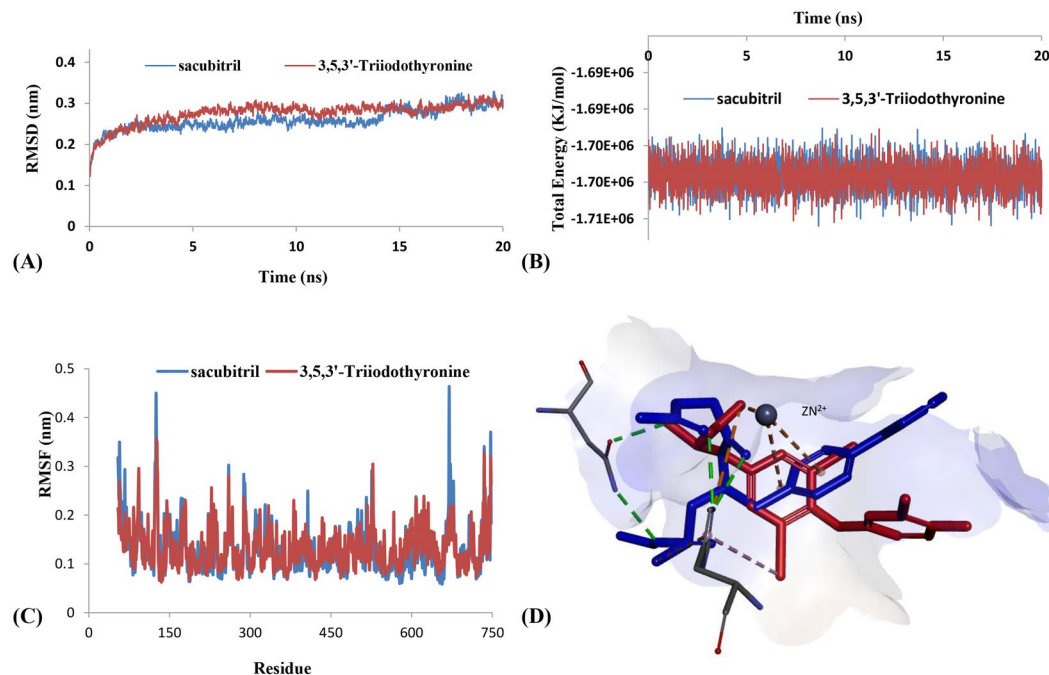 0.4
0.3
0.2
0.1
0
RMSD (nm)
sacubitril
3,5,3'-Triiodothyronine
0 5 10 15 20
Time (ns)
(A)
Time (ns)
0 5 10 15 20
-1.69E+06
-1.69E+06
-1.70E+06
-1.70E+06
-1.71E+06
Total Energy (KJ/mol)
sacubitril
3,5,3'-Triiodothyronine
(B)
0.5
0.4
0.3
0.2
0.1
0
RMSF (nm)
sacubitril
3,5,3'-Triiodothyronine
0 150 300 450 600 750
Residue
(C)
ZN²⁺
(D)